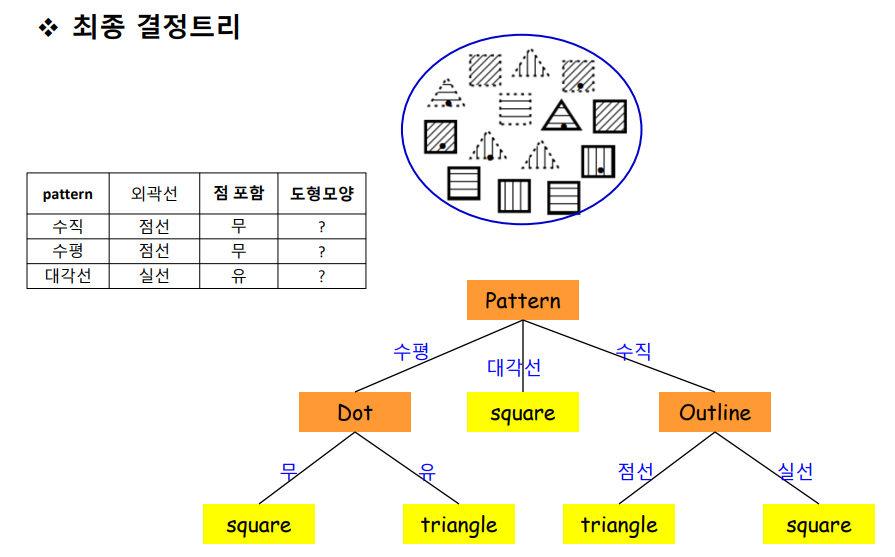 ❖ 최종 결정트리
pattern 외곽선 점 포함 도형모양
수직 점선 무 ?
수평 점선 무 ?
대각선 실선 유 ?
Pattern
수평 대각선 수직
Dot square Outline
무 유 점선 실선
square triangle triangle square